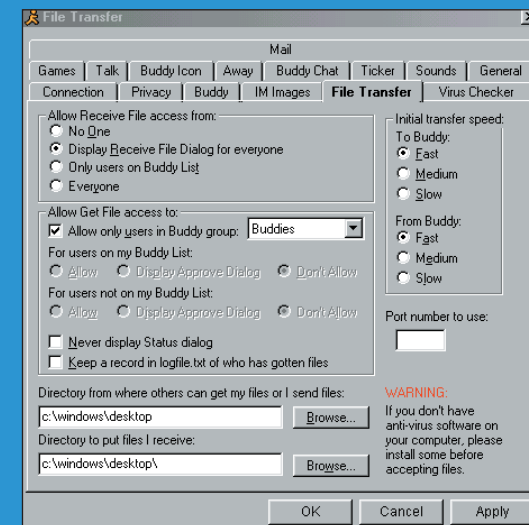 File Transfer
Mail
Games Talk Buddy Icon Away Buddy Chat Ticker Sounds General
Connection Privacy Buddy IM Images File Transfer Virus Checker
Allow Receive File access from:
No One
Display Receive File Dialog for everyone
Only users on Buddy List
Everyone
Allow Get File access to:
Allow only users in Buddy group: Buddies
For users on my Buddy List:
Allow Display Approve Dialog Don't Allow
For users not on my Buddy List:
Allow Display Approve Dialog Don't Allow
Never display Status dialog
Keep a record in logfile.txt of who has gotten files
Initial transfer speed:
To Buddy:
Fast
Medium
Slow
From Buddy:
Fast
Medium
Slow
Port number to use:
Directory from where others can get my files or I send files:
c:\windows\desktop Browse...
Directory to put files I receive:
c:\windows\desktop\ Browse...
WARNING:
If you don't have
anti-virus software on
your computer, please
install some before
accepting files.
OK Cancel Apply